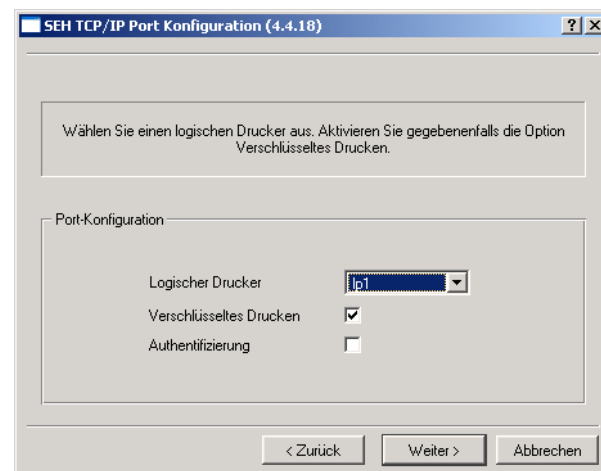 SEH TCP/IP Port Konfiguration (4.4.18)
Wählen Sie einen logischen Drucker aus. Aktivieren Sie gegebenenfalls die Option
Verschlüsseltes Drucken.
Port-Konfiguration
Logischer Drucker lp1
Verschlüsseltes Drucken
Authentifizierung
< Zurück Weiter > Abbrechen